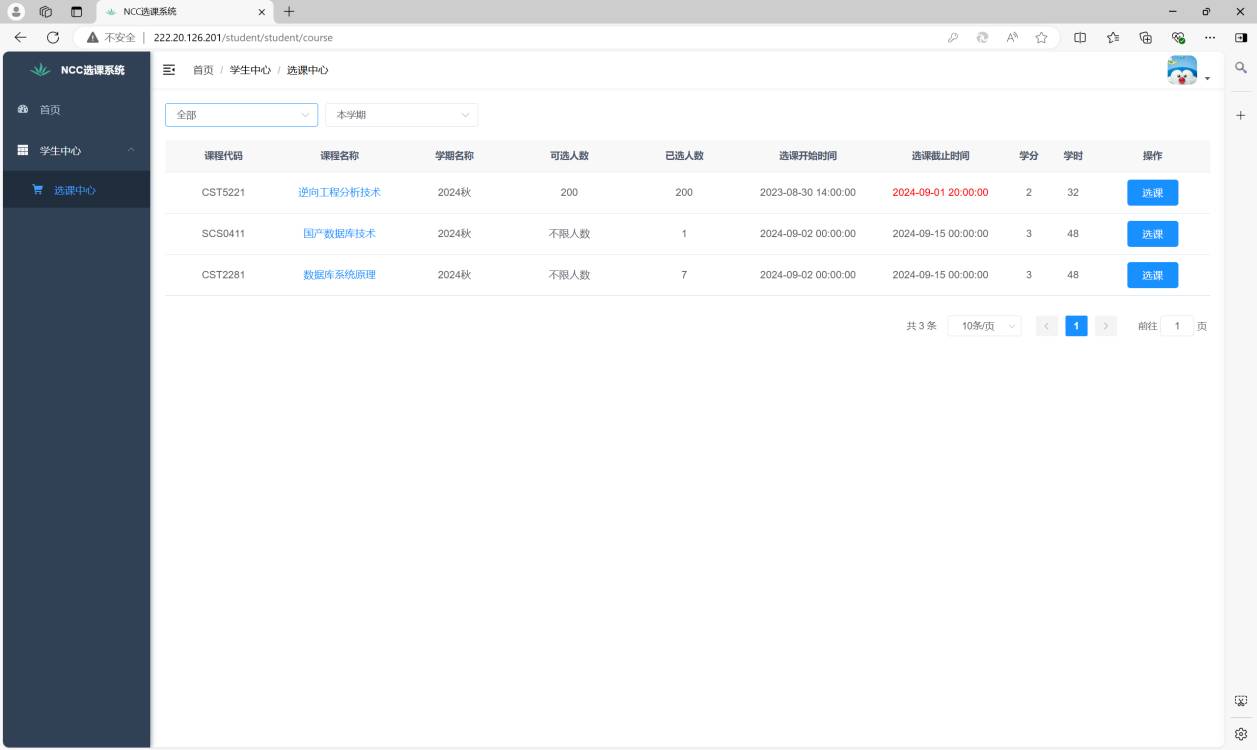 NCC选课系统
不安全 222.20.126.201/student/student/course
NCC选课系统
首页 / 学生中心 / 选课中心
首页
学生中心
选课中心
全部 本学期
课程代码 课程名称 学期名称 可选人数 已选人数 选课开始时间 选课截止时间 学分 学时 操作
CST5221 逆向工程分析技术 2024秋 200 200 2023-08-30 14:00:00 2024-09-01 20:00:00 2 32 选课
SCS0411 国产数据库技术 2024秋 不限人数 1 2024-09-02 00:00:00 2024-09-15 00:00:00 3 48 选课
CST2281 数据库系统原理 2024秋 不限人数 7 2024-09-02 00:00:00 2024-09-15 00:00:00 3 48 选课
共 3 条 10条/页 1 前往 1 页